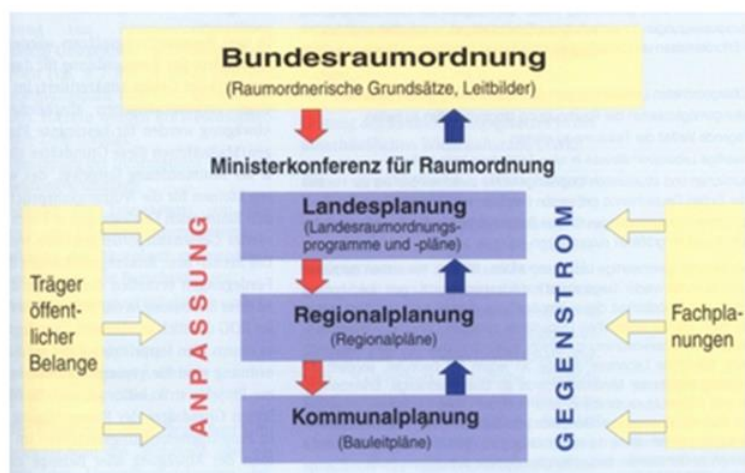 Bundesraumordnung
(Raumordnerische Grundsätze, Leitbilder)
Ministerkonferenz für Raumordnung
Landesplanung
(Landesraumordnungs-
programme und -pläne)
Träger
öffent-
licher
Belange
ANPASSUNG
Regionalplanung
(Regionalpläne)
GEGENSTROM
Fachpla-
nungen
Kommunalplanung
(Bauleitpläne)